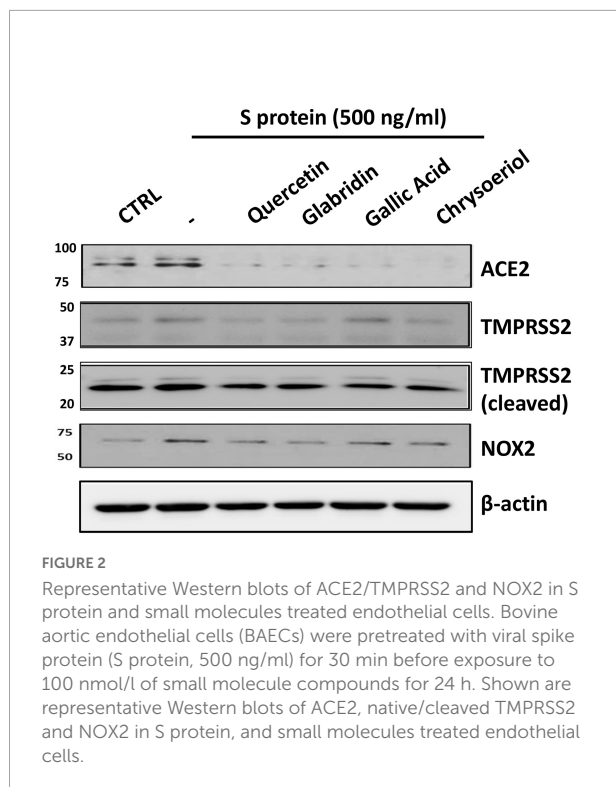 S protein (500 ng/ml)
CTRL - Quercetin Glabridin Gallic Acid Chrysoeriol
100
75
ACE2
50
37
TMPRSS2
25
20
TMPRSS2
(cleaved)
75
50
NOX2
β-actin
FIGURE 2
Representative Western blots of ACE2/TMPRSS2 and NOX2 in S
protein and small molecules treated endothelial cells. Bovine
aortic endothelial cells (BAECs) were pretreated with viral spike
protein (S protein, 500 ng/ml) for 30 min before exposure to
100 nmol/l of small molecule compounds for 24 h. Shown are
representative Western blots of ACE2, native/cleaved TMPRSS2
and NOX2 in S protein, and small molecules treated endothelial
cells.